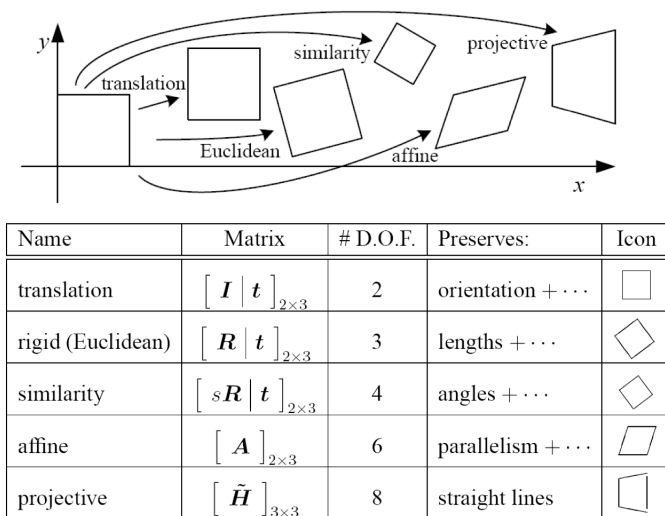 y
similarity
projective
translation
Euclidean
affine
x
Name Matrix # D.O.F. Preserves: Icon
translation [ I | t ]2×3 2 orientation + ⋯
rigid (Euclidean) [ R | t ]2×3 3 lengths + ⋯
similarity [ sR | t ]2×3 4 angles + ⋯
affine [ A ]2×3 6 parallelism + ⋯
projective [ H̃ ]3×3 8 straight lines